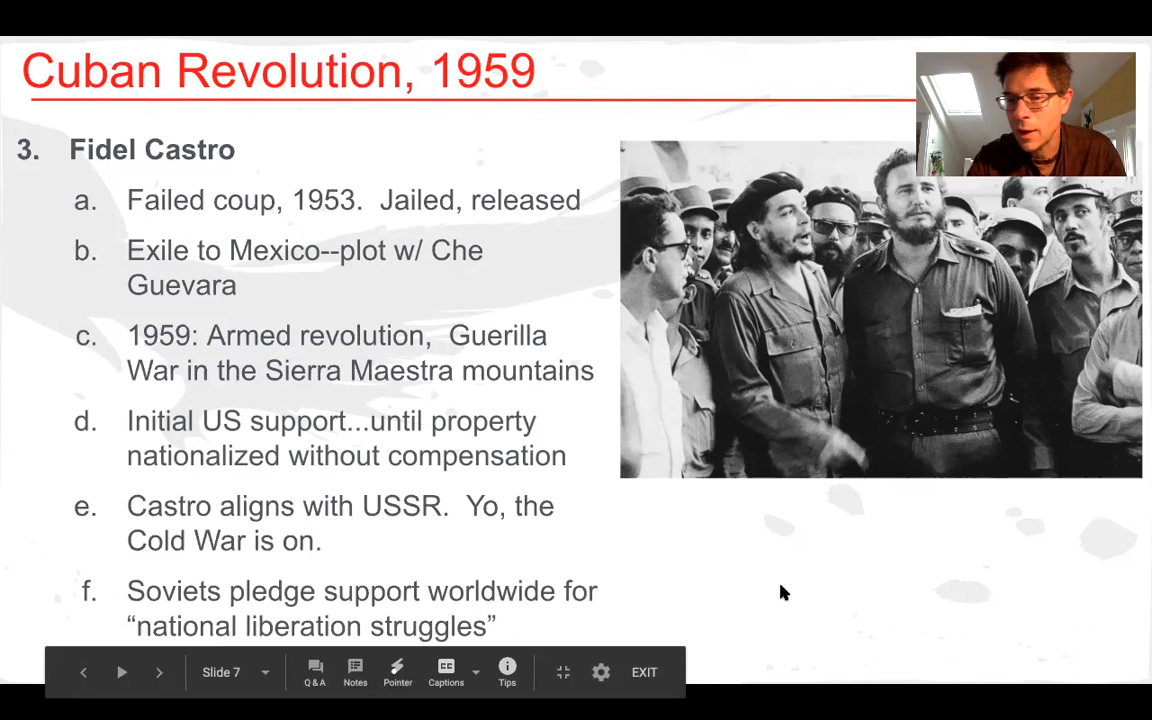 Cuban Revolution, 1959
3. Fidel Castro
a. Failed coup, 1953. Jailed, released
b. Exile to Mexico--plot w/ Che
Guevara
c. 1959: Armed revolution, Guerilla
War in the Sierra Maestra mountains
d. Initial US support...until property
nationalized without compensation
e. Castro aligns with USSR. Yo, the
Cold War is on.
f. Soviets pledge support worldwide for
“national liberation struggles”
Slide 7
Q & A
Notes
Pointer
CC
Captions
Tips
EXIT